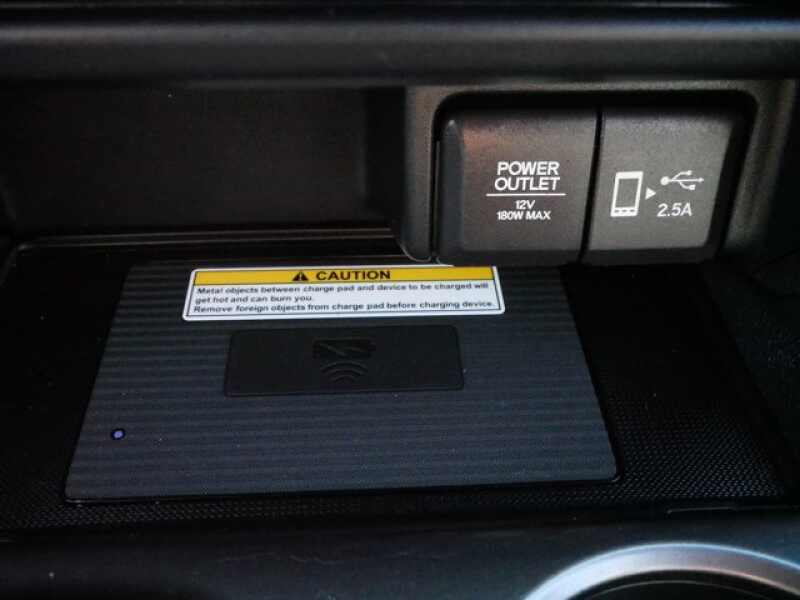 POWER
OUTLET
12V
180W MAX
2.5A
CAUTION
Metal objects between charge pad and device to be charged will
get hot and can burn you.
Remove foreign objects from charge pad before charging device.